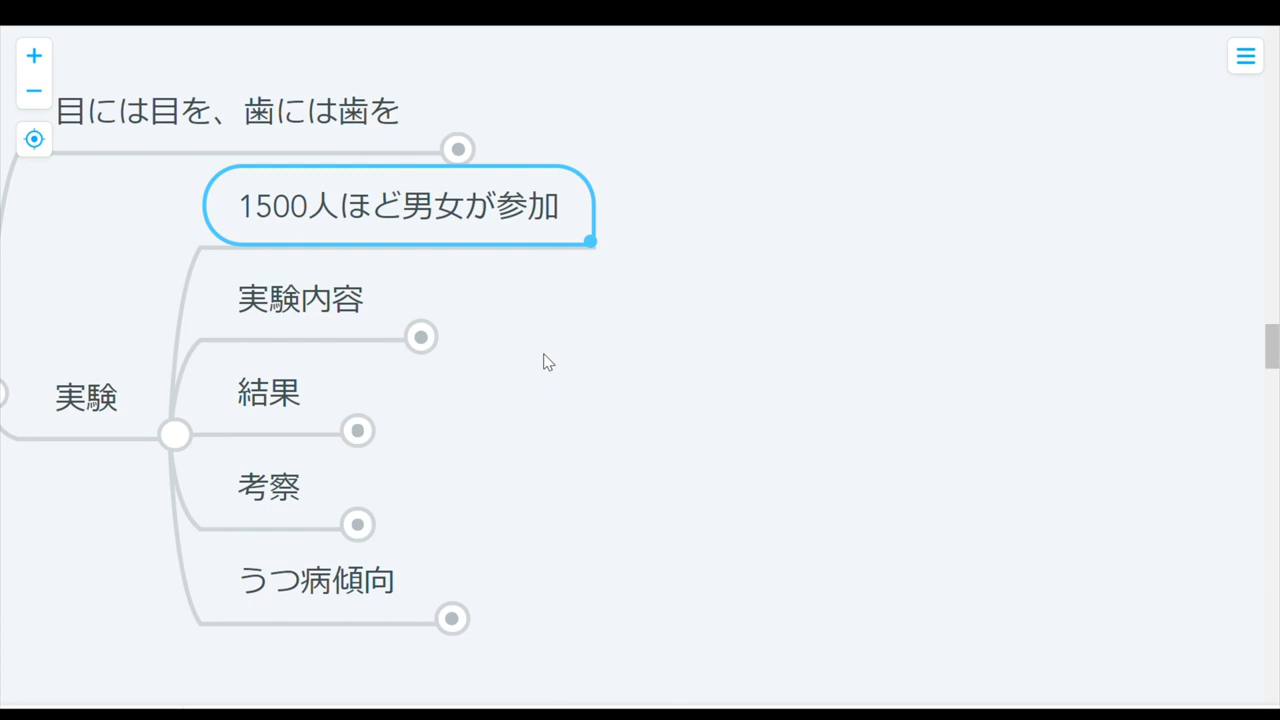 目には目を、歯には歯を
1500人ほど男女が参加
実験内容
結果
実験
考察
うつ病傾向